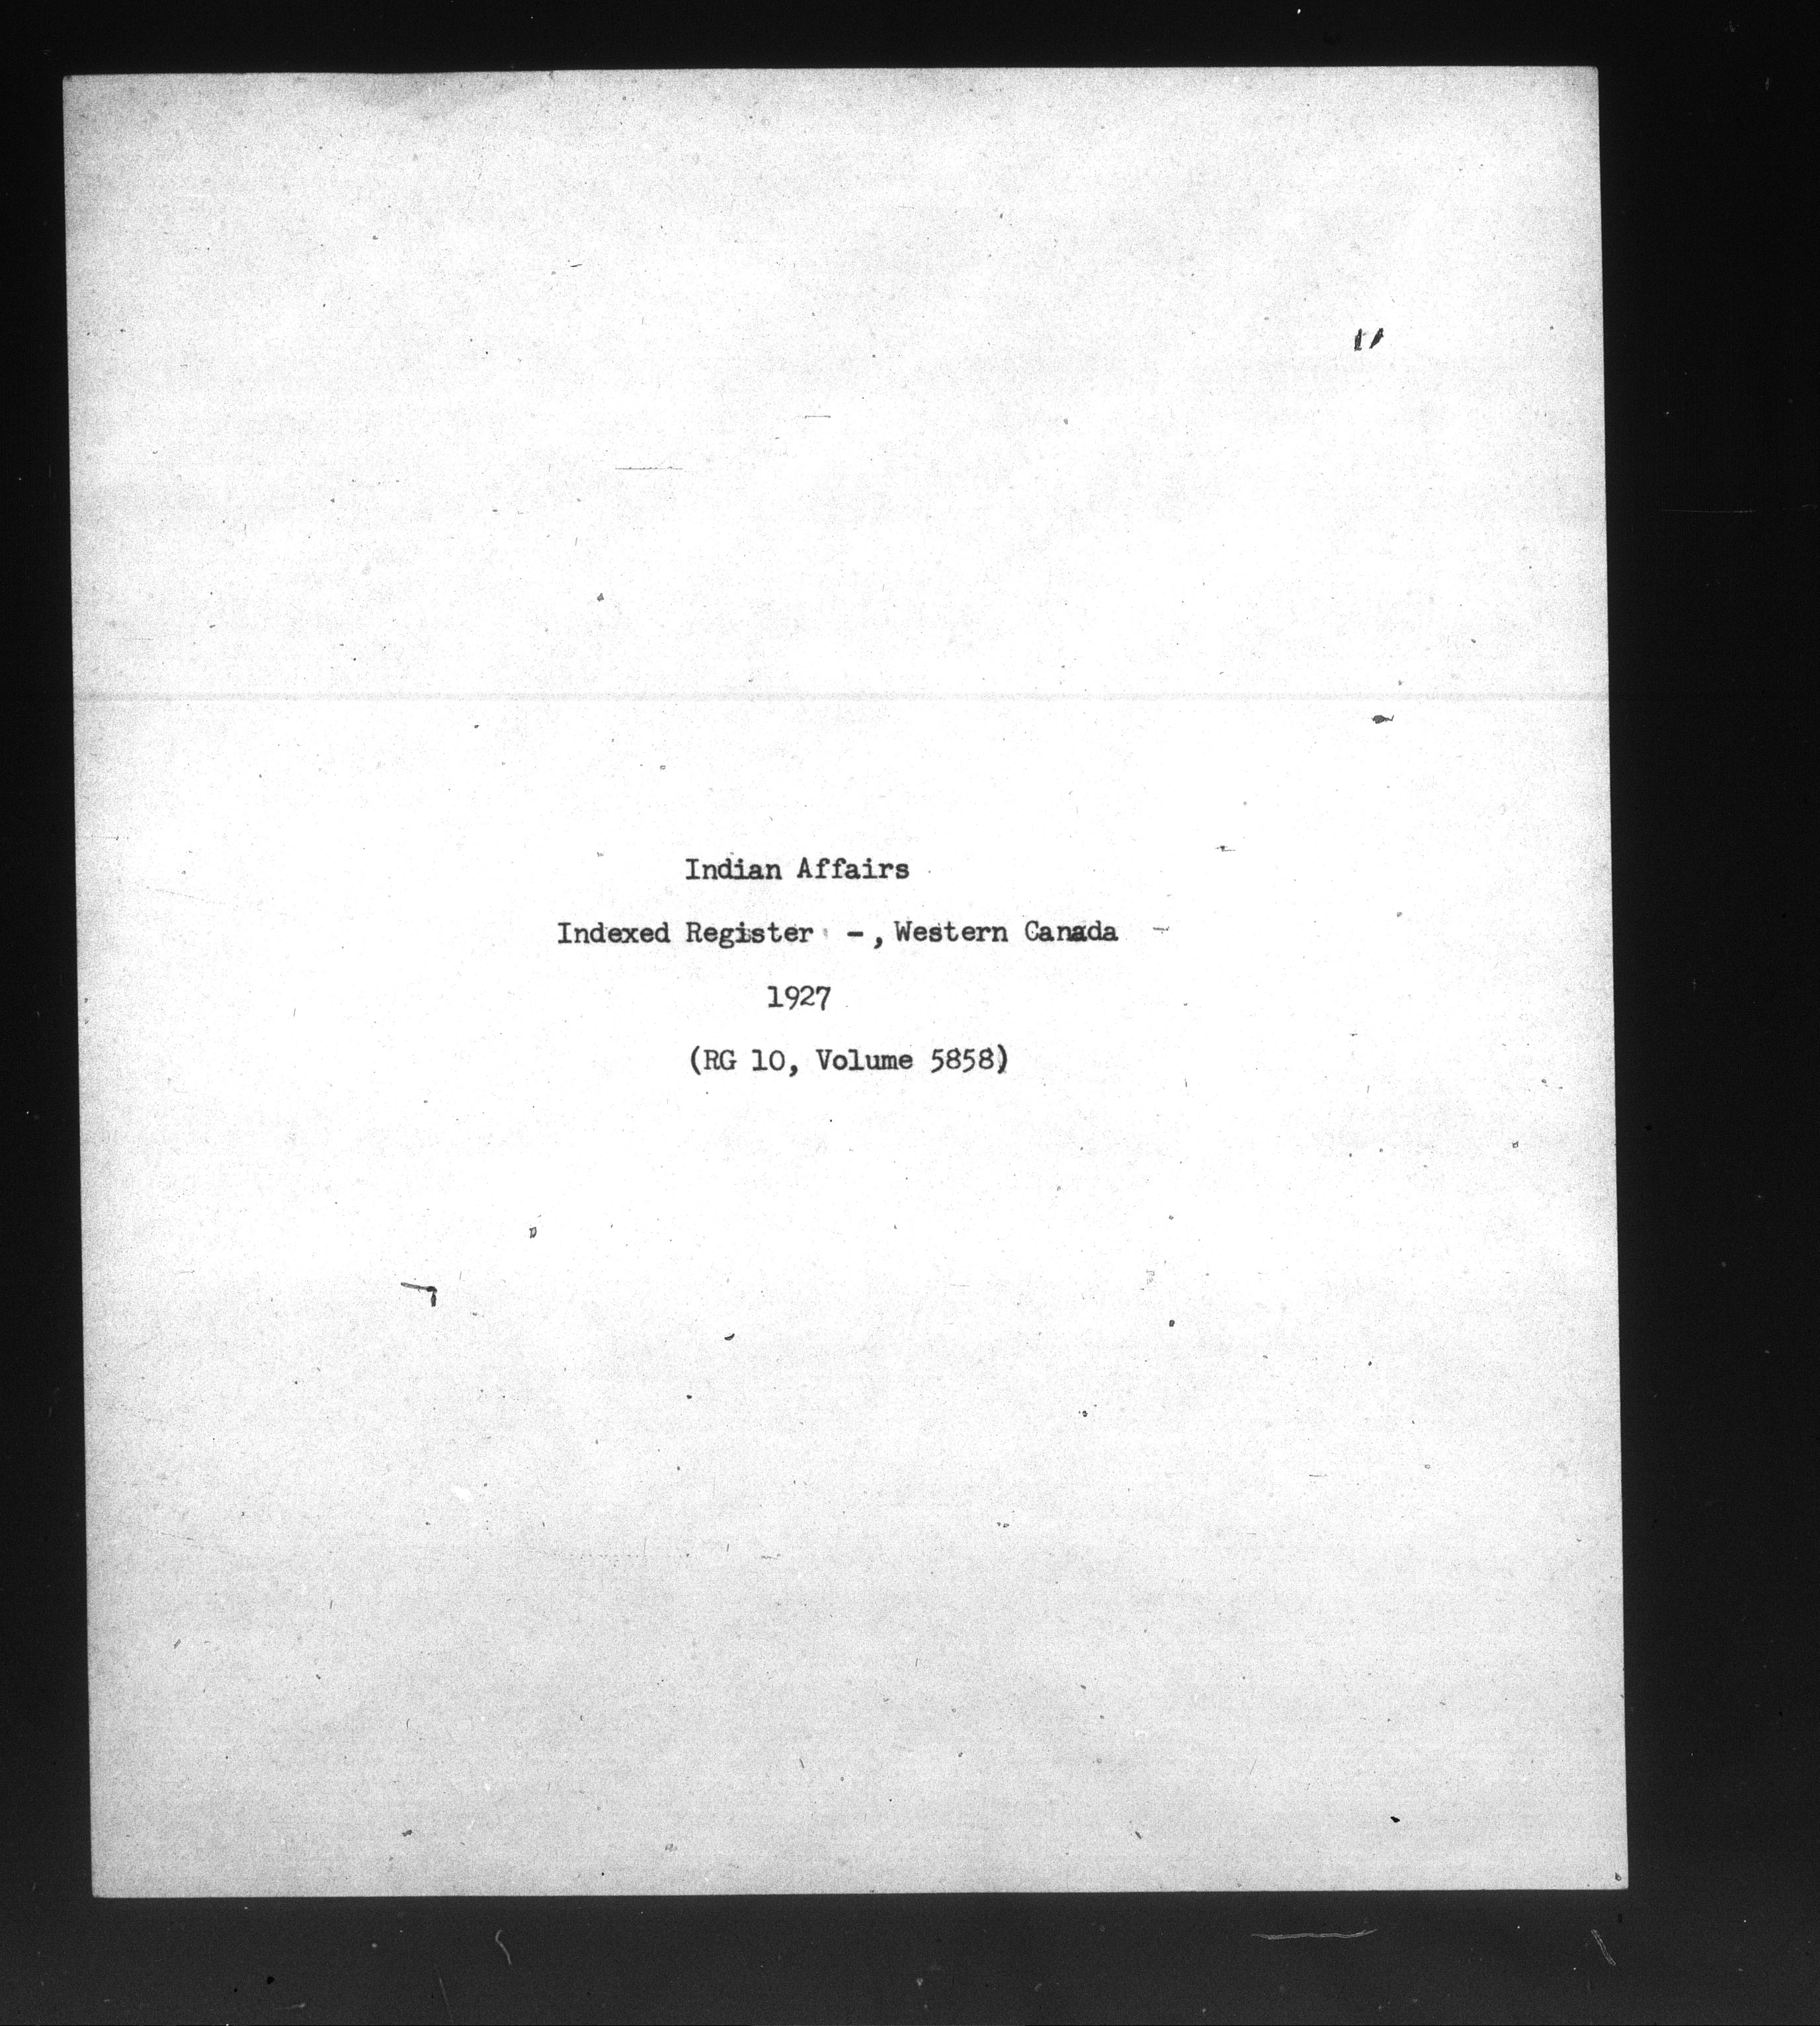 Indian Affairs
Indexed Register -, Western Canada
1927
(RG 10, Volume 5858)